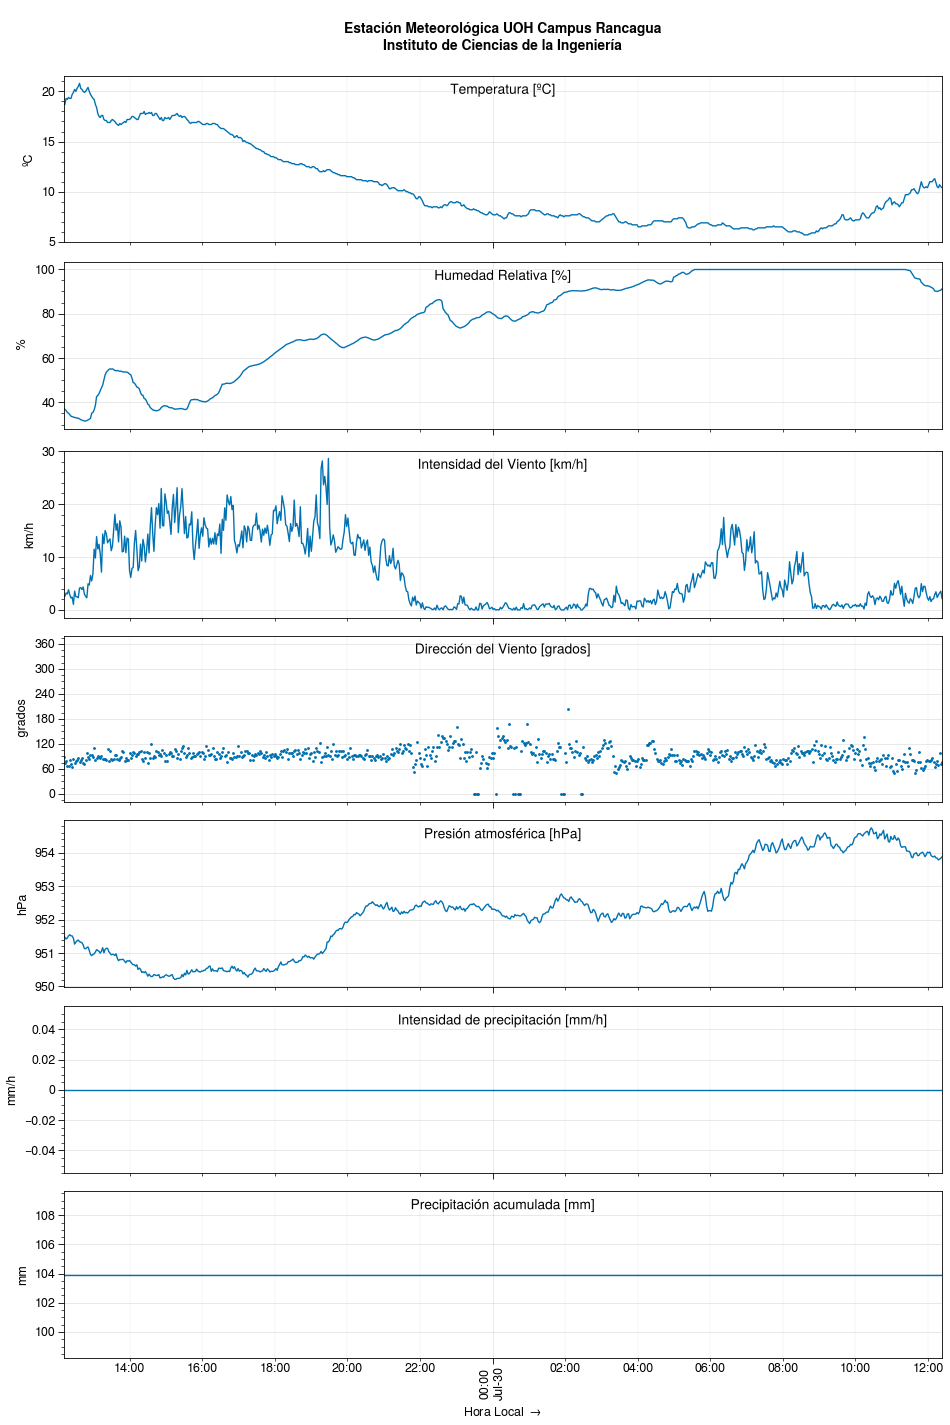 Estación Meteorológica UOH Campus Rancagua
Instituto de Ciencias de la Ingeniería
Temperatura [ºC]
ºC
20
15
10
5
Humedad Relativa [%]
%
100
80
60
40
Intensidad del Viento [km/h]
km/h
30
20
10
0
Dirección del Viento [grados]
grados
360
300
240
180
120
60
0
Presión atmosférica [hPa]
hPa
954
953
952
951
950
Intensidad de precipitación [mm/h]
mm/h
0.04
0.02
0
−0.02
−0.04
Precipitación acumulada [mm]
mm
108
106
104
102
100
14:00 16:00 18:00 20:00 22:00 00:00 02:00 04:00 06:00 08:00 10:00 12:00
Jul-30
Hora Local →